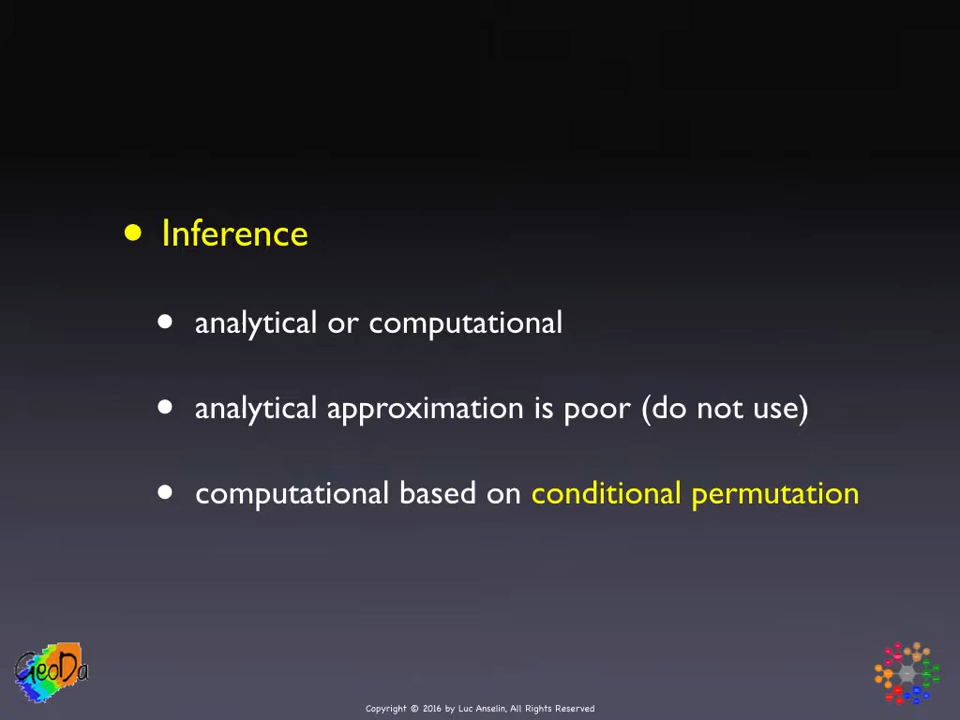 • Inference
• analytical or computational
• analytical approximation is poor (do not use)
• computational based on conditional permutation
GeoDa
Copyright © 2016 by Luc Anselin, All Rights Reserved